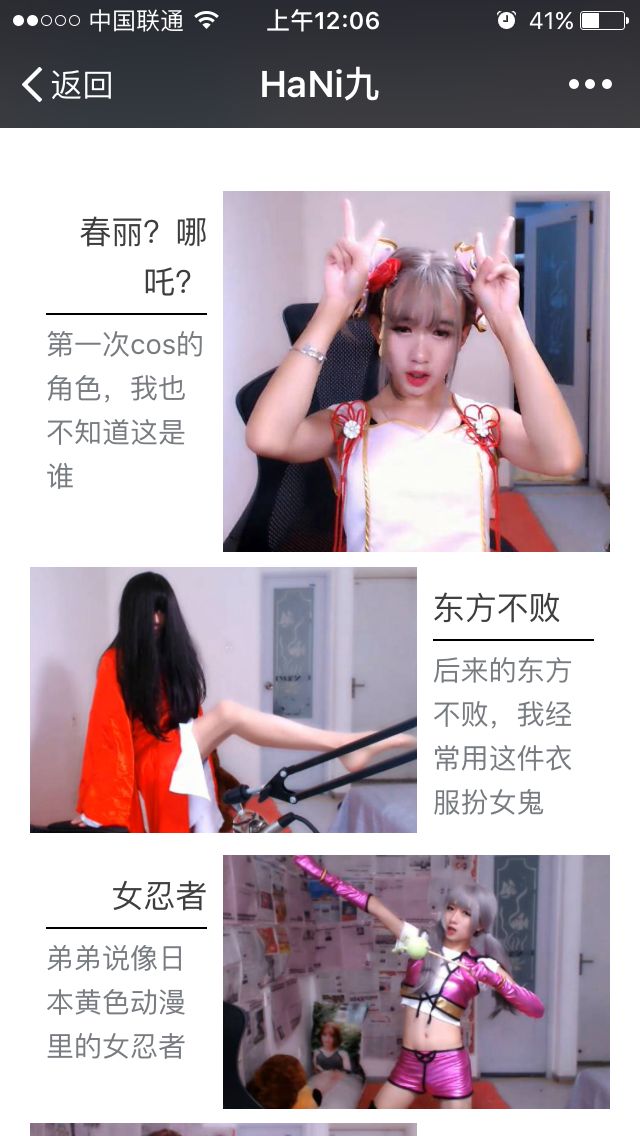 中国联通 上午12:06 41%
返回 HaNi九
春丽？哪
吒？
第一次cos的
角色，我也
不知道这是
谁
东方不败
后来的东方
不败，我经
常用这件衣
服扮女鬼
女忍者
弟弟说像日
本黄色动漫
里的女忍者